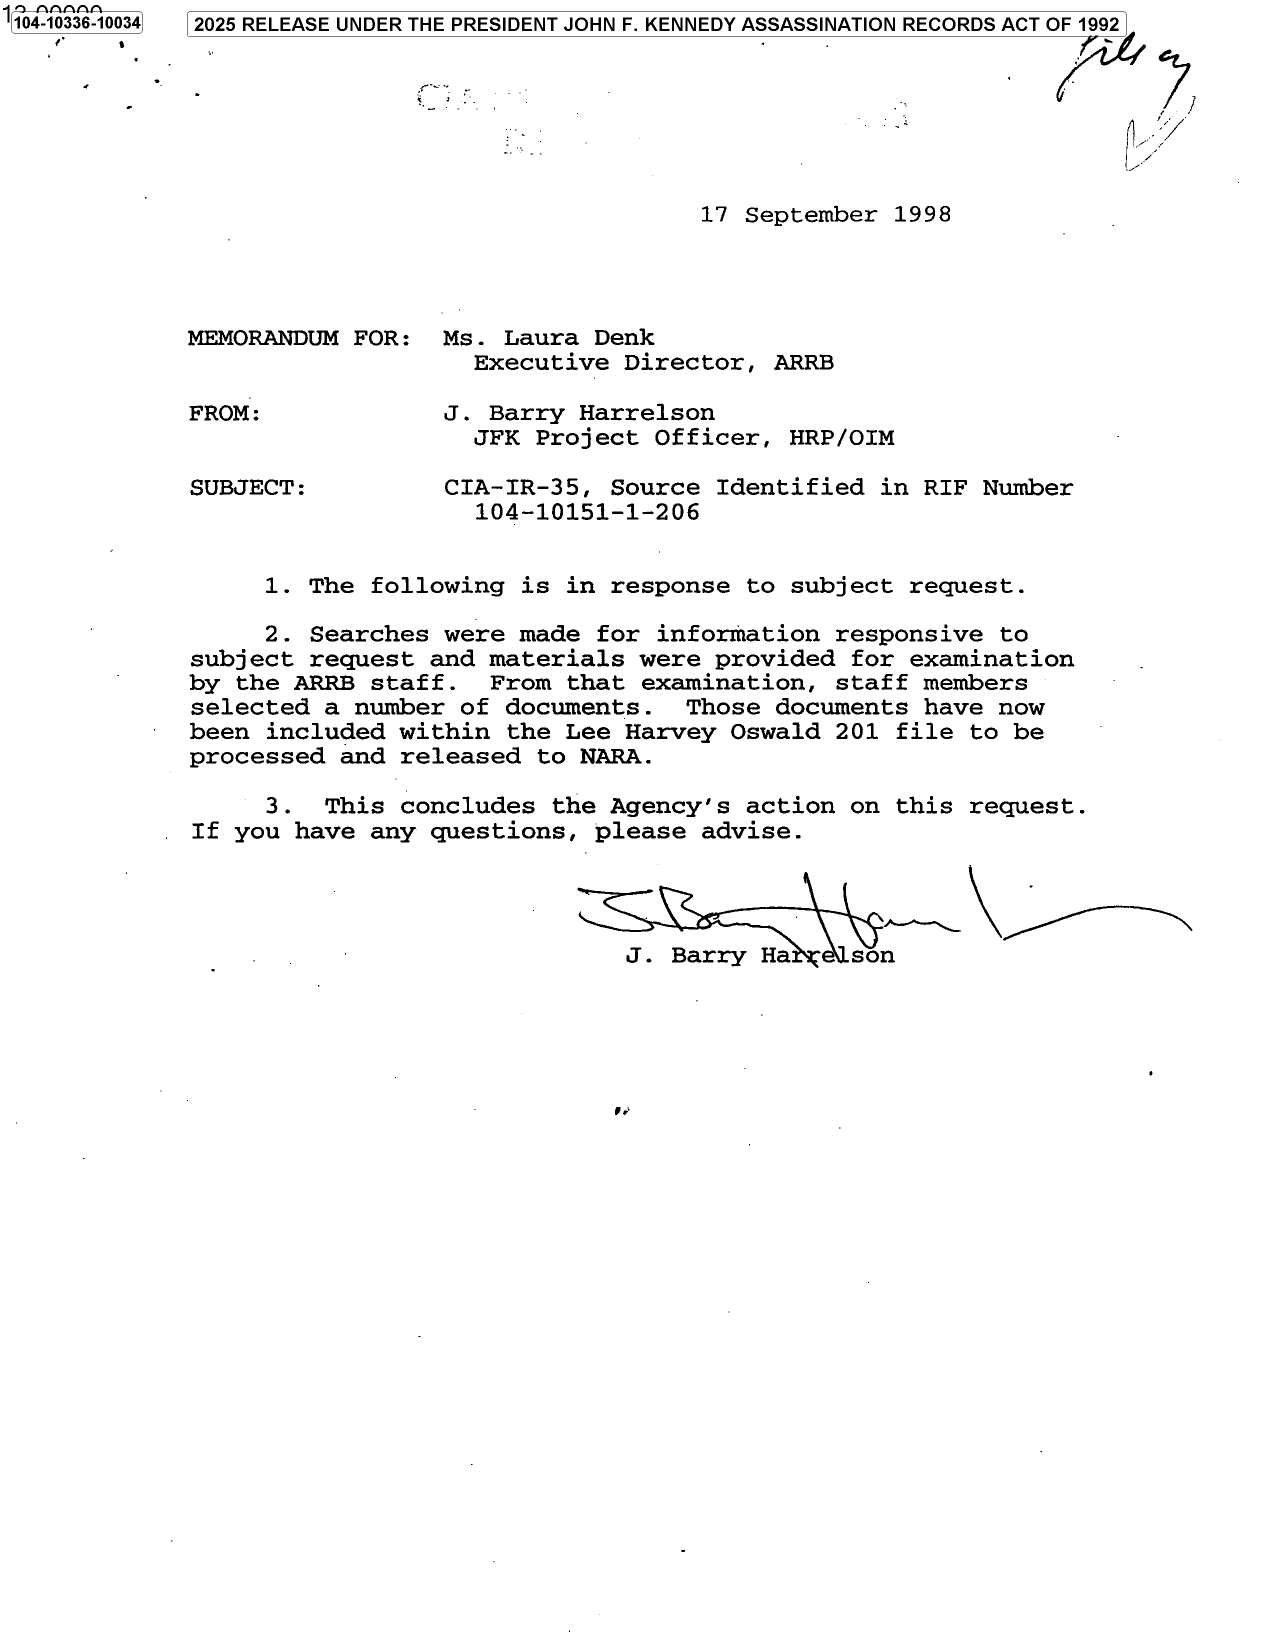 104-10336-10034
2025 RELEASE UNDER THE PRESIDENT JOHN F. KENNEDY ASSASSINATION RECORDS ACT OF 1992
CIA
17 September 1998
MEMORANDUM FOR: Ms. Laura Denk
Executive Director, ARRB
FROM: J. Barry Harrelson
JFK Project Officer, HRP/OIM
SUBJECT: CIA-IR-35, Source Identified in RIF Number
104-10151-1-206
1. The following is in response to subject request.
2. Searches were made for information responsive to
subject request and materials were provided for examination
by the ARRB staff. From that examination, staff members
selected a number of documents. Those documents have now
been included within the Lee Harvey Oswald 201 file to be
processed and released to NARA.
3. This concludes the Agency's action on this request.
If you have any questions, please advise.
J. Barry Harrelson